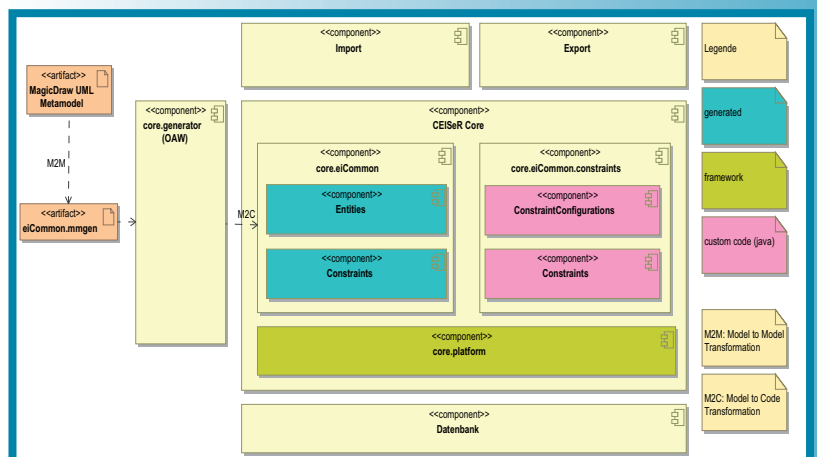 <<component>>
Import
<<component>>
Export
Legende
<<artifact>>
MagicDraw UML
Metamodel
<<component>>
core.generator
(OAW)
<<component>>
CEISeR Core
generated
M2M
<<component>>
core.eiCommon
<<component>>
core.eiCommon.constraints
framework
<<component>>
Entities
<<component>>
ConstraintConfigurations
<<artifact>>
eiCommon.mmgen
M2C
custom code (java)
<<component>>
Constraints
<<component>>
Constraints
M2M: Model to Model
Transformation
<<component>>
core.platform
M2C: Model to Code
Transformation
<<component>>
Datenbank